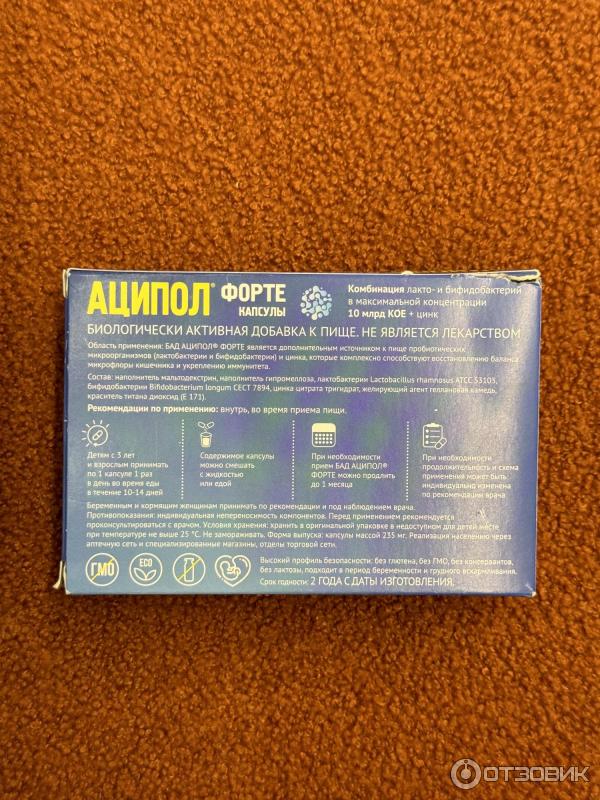 АЦИПОЛ® ФОРТЕ
КАПСУЛЫ
Комбинация лакто- и бифидобактерий
в максимальной концентрации
10 млрд КОЕ + цинк
БИОЛОГИЧЕСКИ АКТИВНАЯ ДОБАВКА К ПИЩЕ. НЕ ЯВЛЯЕТСЯ ЛЕКАРСТВОМ
Область применения: БАД АЦИПОЛ® ФОРТЕ является дополнительным источником к пище пробиотических
микроорганизмов (лактобактерии и бифидобактерии) и цинка, которые комплексно способствуют восстановлению баланса
микрофлоры кишечника и укреплению иммунитета.
Состав: наполнитель мальтодекстрин, наполнитель гипромеллоза, лактобактерии Lactobacillus rhamnosus ATCC 53103,
бифидобактерии Bifidobacterium longum CECT 7894, цинка цитрата тригидрат, желирующий агент геллановая камедь,
краситель титана диоксид (E 171).
Рекомендации по применению: внутрь, во время приема пищи.
Детям с 3 лет
и взрослым принимать
по 1 капсуле 1 раз
в день во время еды
в течение 10-14 дней
Содержимое капсулы
можно смешать
с жидкостью
или едой
При необходимости
прием БАД АЦИПОЛ®
ФОРТЕ можно продлить
до 1 месяца
При необходимости
продолжительность и схема
применения может быть
индивидуально изменена
по рекомендации врача
Беременным и кормящим женщинам принимать по рекомендации и под наблюдением врача.
Противопоказания: индивидуальная непереносимость компонентов. Перед применением рекомендуется
проконсультироваться с врачом. Условия хранения: хранить в оригинальной упаковке в недоступном для детей месте
при температуре не выше 25 °С. Не замораживать. Форма выпуска: капсулы массой 235 мг. Реализация населению через
аптечную сеть и специализированные магазины, отделы торговой сети.
ГМО
ECO
Высокий профиль безопасности: без глютена, без ГМО, без консервантов,
без лактозы, подходит в период беременности и грудного вскармливания.
Срок годности: 2 ГОДА С ДАТЫ ИЗГОТОВЛЕНИЯ.
ОТЗОВИК